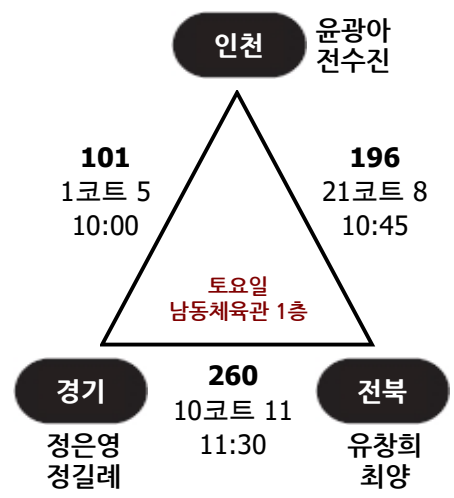 인천
윤광아
전수진
101
1코트 5
10:00
196
21코트 8
10:45
토요일
남동체육관 1층
경기
정은영
정길례
260
10코트 11
11:30
전북
유창희
최양